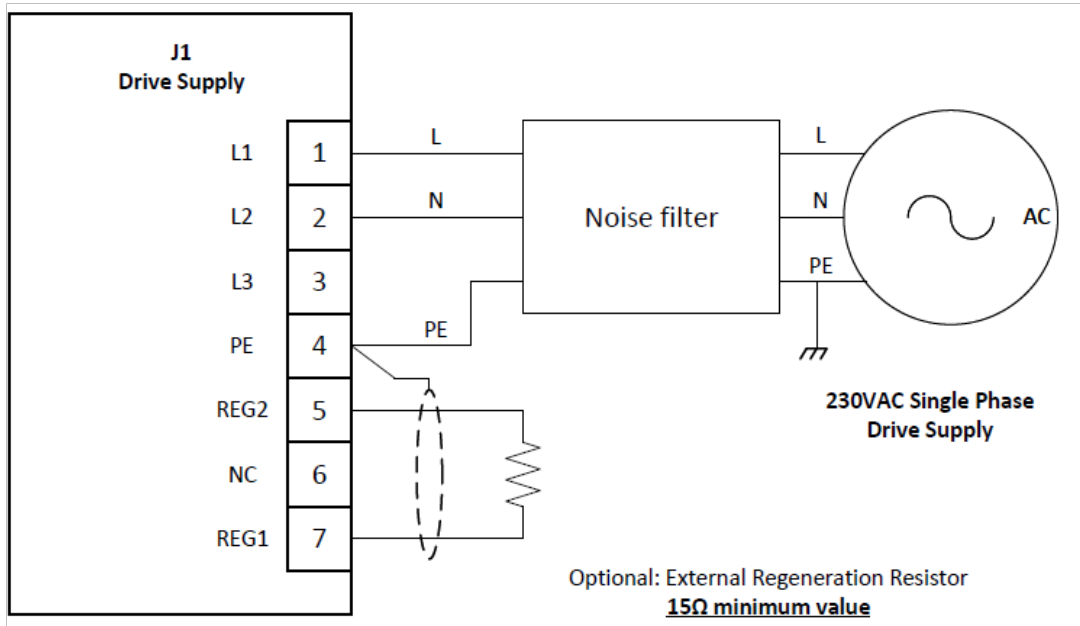 J1
Drive Supply
L1 1 L L
L2 2 N Noise filter N AC
L3 3 PE
PE 4 PE
REG2 5
230VAC Single Phase
Drive Supply
NC 6
REG1 7
Optional: External Regeneration Resistor
15Ω minimum value